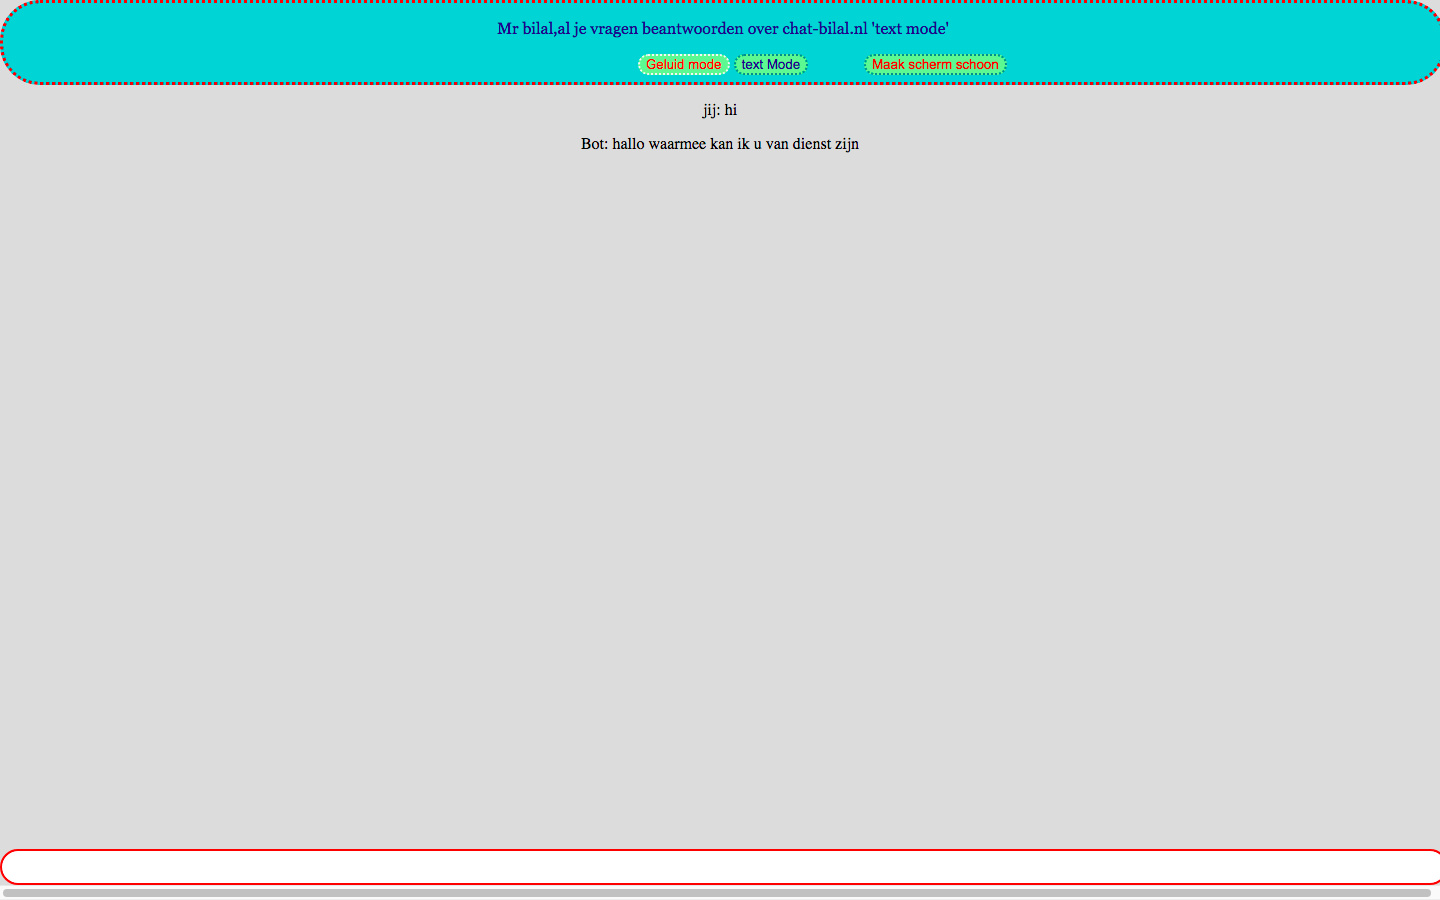 Mr bilal,al je vragen beantwoorden over chat-bilal.nl 'text mode'
Geluid mode text Mode Maak scherm schoon
jij: hi
Bot: hallo waarmee kan ik u van dienst zijn